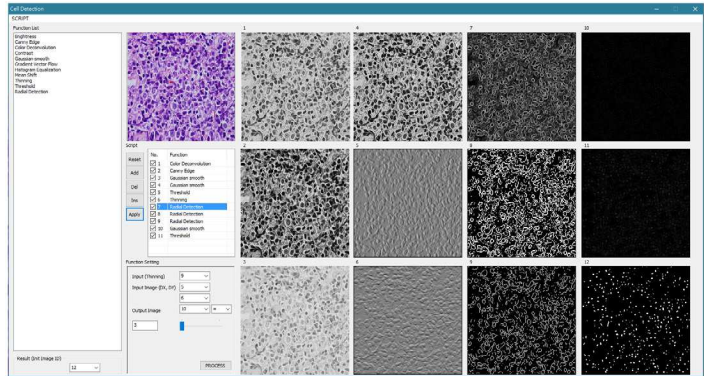 Cell Detection
SCRIPT
Function List
Brightness
Canny Edge
Color Deconvolution
Contrast
Gaussian smooth
Gradient Vector Flow
Histogram Equalization
Mean Shift
Thinning
Threshold
Radial Detection
1
4
7
10
Script
Reset
Add
Del
Ins
Apply
No. Function
1 Color Deconvolution
2 Canny Edge
3 Gaussian smooth
4 Gaussian smooth
5 Threshold
6 Thinning
7 Radial Detection
8 Radial Detection
9 Radial Detection
10 Gaussian smooth
11 Threshold
2
5
8
11
Function Setting
Input (Thinning) 9
Input Image (DX, DY) 5
6
Output Image 10 =
3
PROCESS
3
6
9
12
Result (Init Image ID)
12